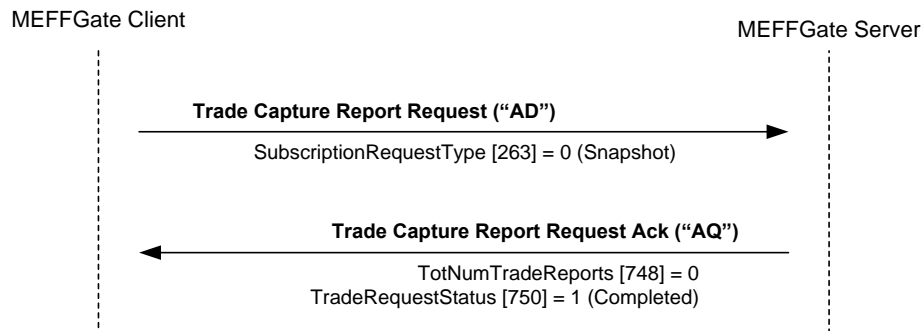 MEFFGate Client
MEFFGate Server
Trade Capture Report Request (“AD”)
SubscriptionRequestType [263] = 0 (Snapshot)
Trade Capture Report Request Ack (“AQ”)
TotNumTradeReports [748] = 0
TradeRequestStatus [750] = 1 (Completed)